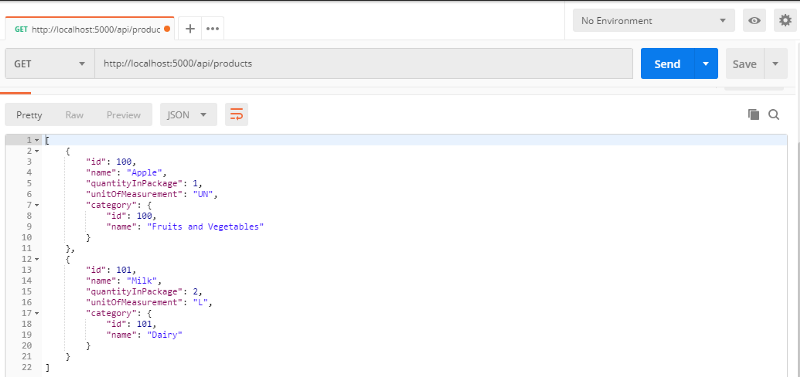 GET http://localhost:5000/api/produc
+ •••
No Environment
GET http://localhost:5000/api/products Send Save
Pretty Raw Preview JSON
1 [
2 {
3 "id": 100,
4 "name": "Apple",
5 "quantityInPackage": 1,
6 "unitOfMeasurement": "UN",
7 "category": {
8 "id": 100,
9 "name": "Fruits and Vegetables"
10 }
11 },
12 {
13 "id": 101,
14 "name": "Milk",
15 "quantityInPackage": 2,
16 "unitOfMeasurement": "L",
17 "category": {
18 "id": 101,
19 "name": "Dairy"
20 }
21 }
22 ]